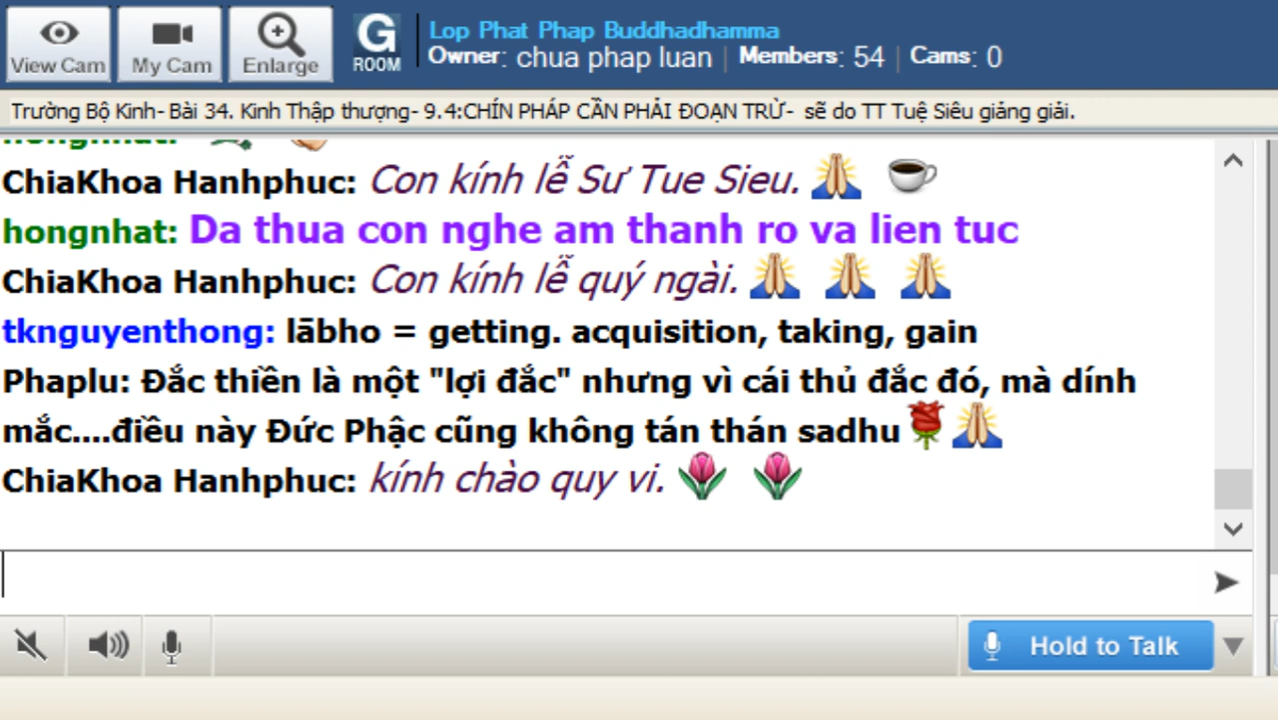 Lop Phat Phap Buddhadhamma
View Cam My Cam Enlarge G ROOM Owner: chua phap luan | Members: 54 | Cams: 0
Trường Bộ Kinh- Bài 34. Kinh Thập thượng- 9.4:CHÍN PHÁP CẦN PHẢI ĐOẠN TRỪ- sẽ do TT Tuệ Siêu giảng giải.
hongnhat:
ChiaKhoa Hanhphuc: Con kính lễ Sư Tue Sieu.
hongnhat: Da thua con nghe am thanh ro va lien tuc
ChiaKhoa Hanhphuc: Con kính lễ quý ngài.
tknguyenthong: lābho = getting. acquisition, taking, gain
Phaplu: Đắc thiền là một "lợi đắc" nhưng vì cái thủ đắc đó, mà dính
mắc....điều này Đức Phậc cũng không tán thán sadhu
ChiaKhoa Hanhphuc: kính chào quy vi.
Hold to Talk